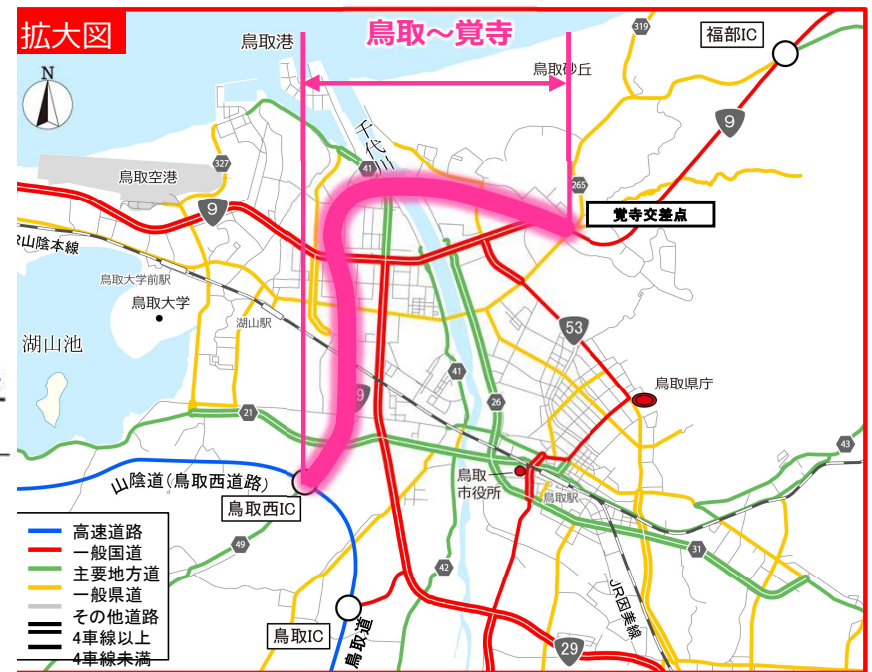 拡大図
鳥取～覚寺
鳥取港
319
福部IC
N
鳥取砂丘
9
千代川
327
41
鳥取空港
265
9
覚寺交差点
R山陰本線
鳥取大学前駅
鳥取大学
湖山駅
53
湖山池
41
鳥取県庁
9
26
21
43
山陰道(鳥取西道路)
鳥取市役所
鳥取駅
鳥取西IC
49
31
42
JR因美線
鳥取IC
鳥取道
29
高速道路
一般国道
主要地方道
一般県道
その他道路
4車線以上
4車線未満